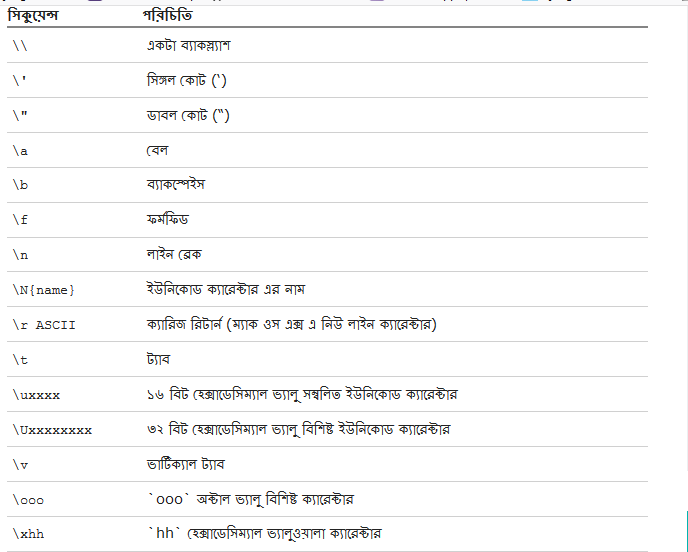 সিকুয়েন্স পরিচিতি
\\ একটা ব্যাকস্ল্যাশ
\' সিঙ্গল কোট (')
\" ডাবল কোট (")
\a বেল
\b ব্যাকস্পেইস
\f ফর্মফিড
\n লাইন ব্রেক
\N{name} ইউনিকোড ক্যারেক্টার এর নাম
\r ASCII ক্যারিজ রিটার্ন (ম্যাক ওস এক্স এ নিউ লাইন ক্যারেক্টার)
\t ট্যাব
\uxxxx ১৬ বিট হেক্সাডেসিম্যাল ভ্যালু সম্বলিত ইউনিকোড ক্যারেক্টার
\Uxxxxxxxx ৩২ বিট হেক্সাডেসিম্যাল ভ্যালু বিশিষ্ট ইউনিকোড ক্যারেক্টার
\v ভার্টিক্যাল ট্যাব
\ooo `ooo` অক্টাল ভ্যালু বিশিষ্ট ক্যারেক্টার
\xhh `hh` হেক্সাডেসিম্যাল ভ্যালুওয়ালা ক্যারেক্টার